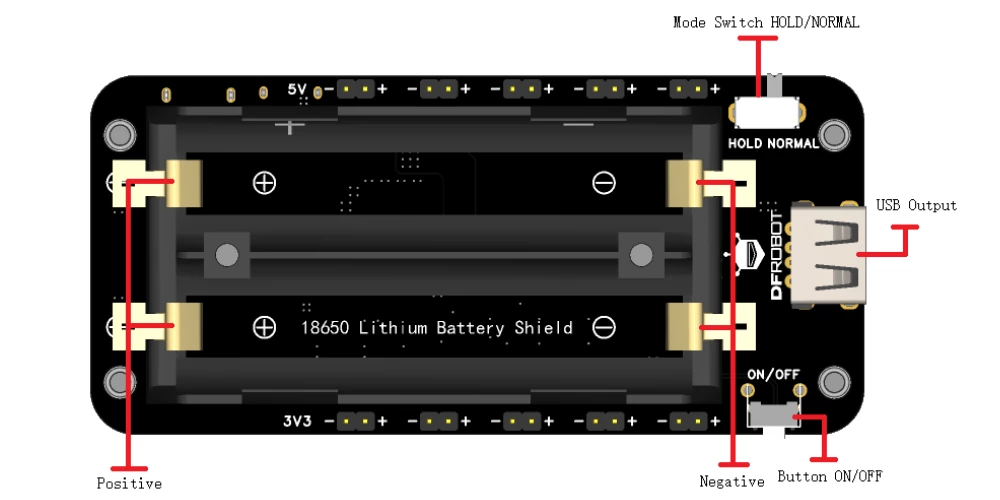 Mode Switch HOLD/NORMAL
5V - + - + - + - + - +
HOLD NORMAL
+ −
⊕ ⊖
USB Output
DFROBOT
⊕ 18650 Lithium Battery Shield ⊖
ON/OFF
3V3 - + - + - + - + - +
Positive
Negative
Button ON/OFF